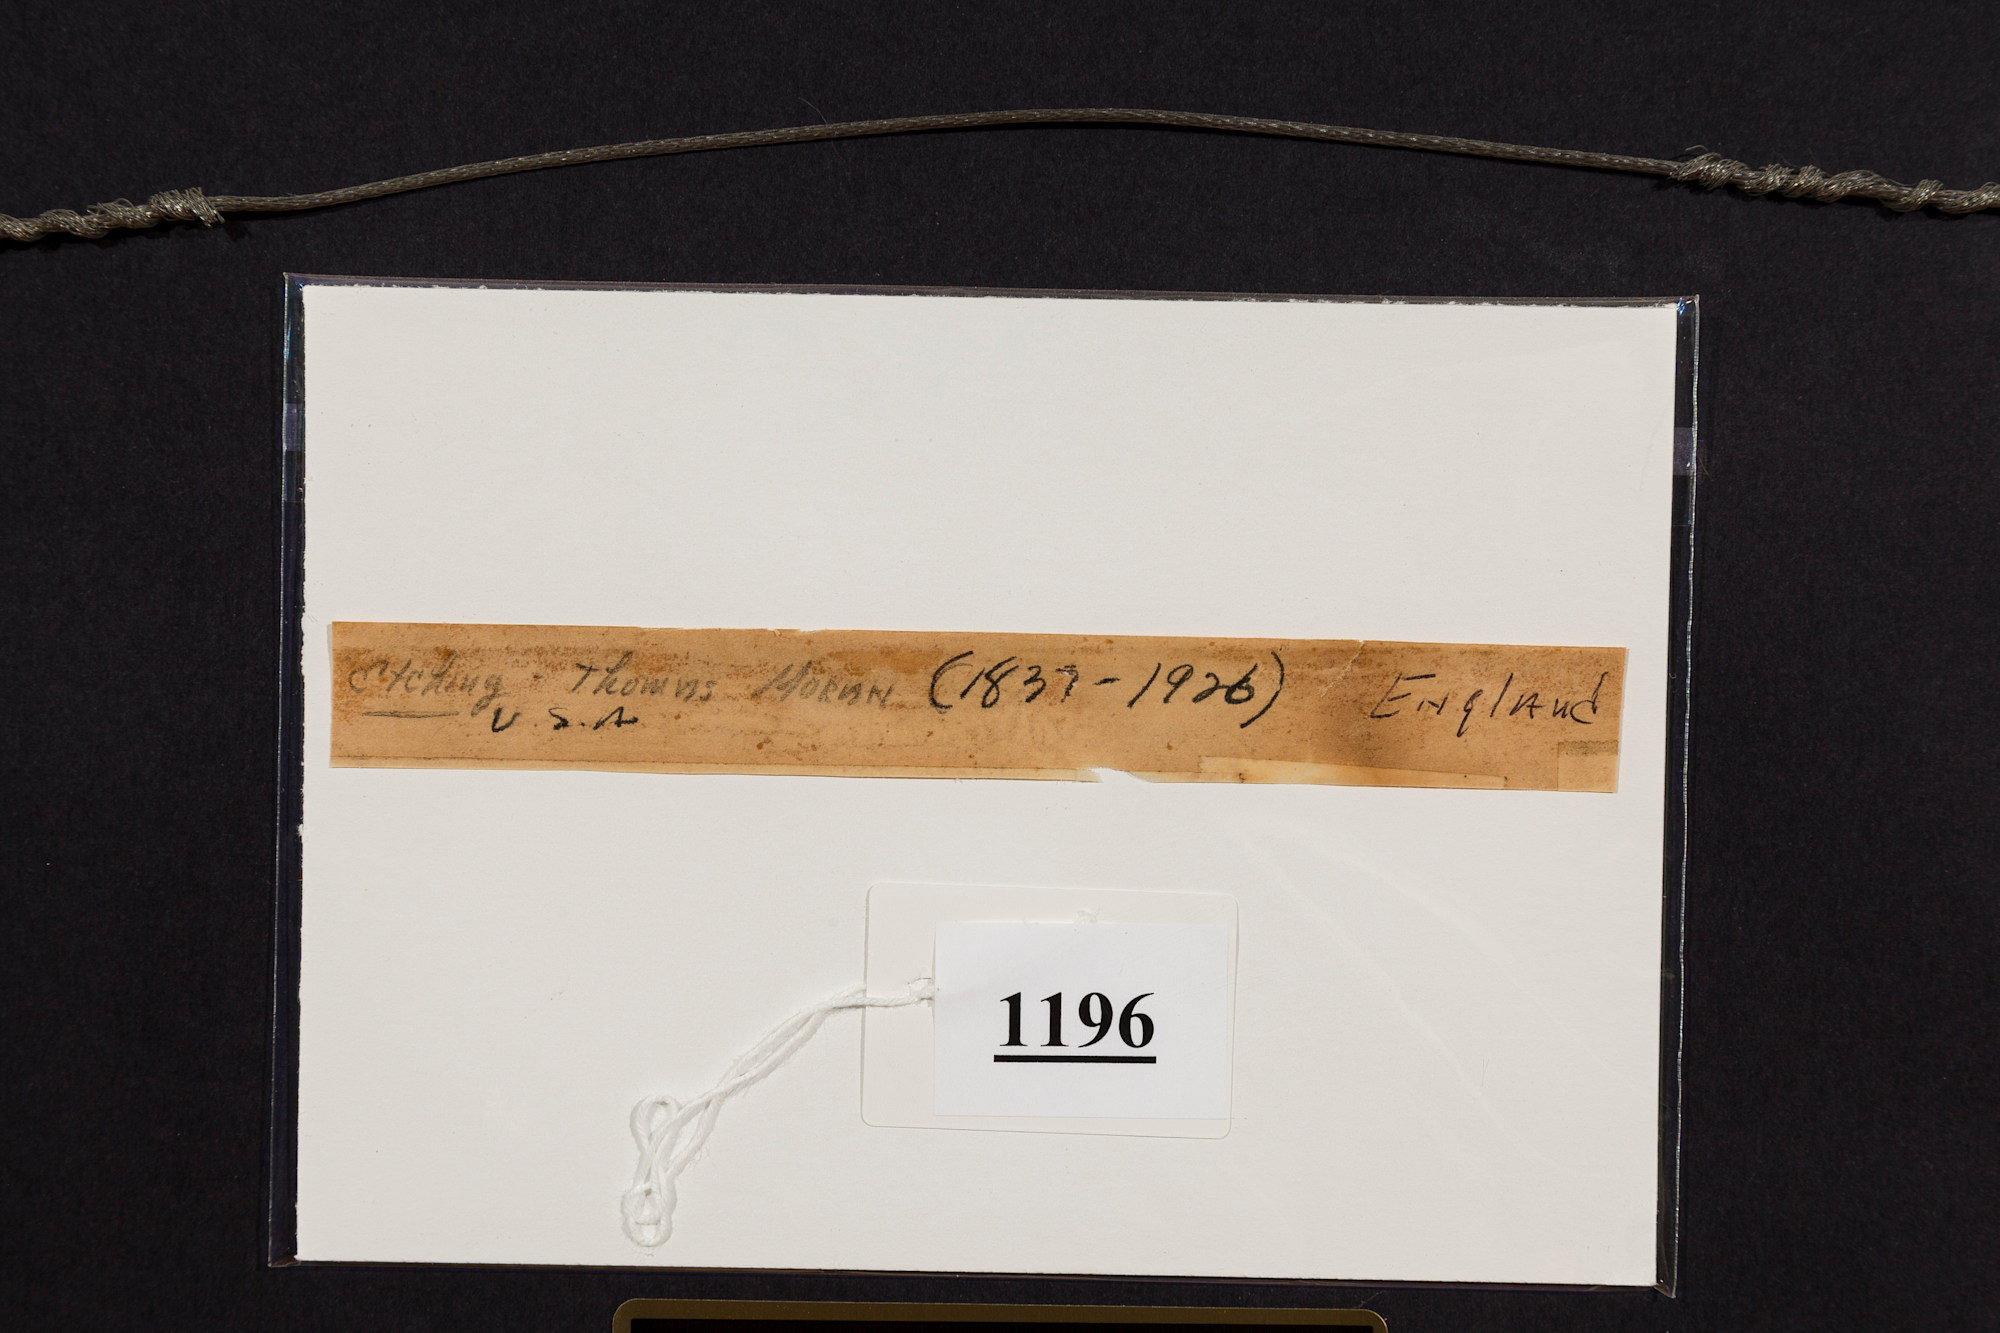 Etching - Thomas Moran (1837-1926) England
U.S.A
1196